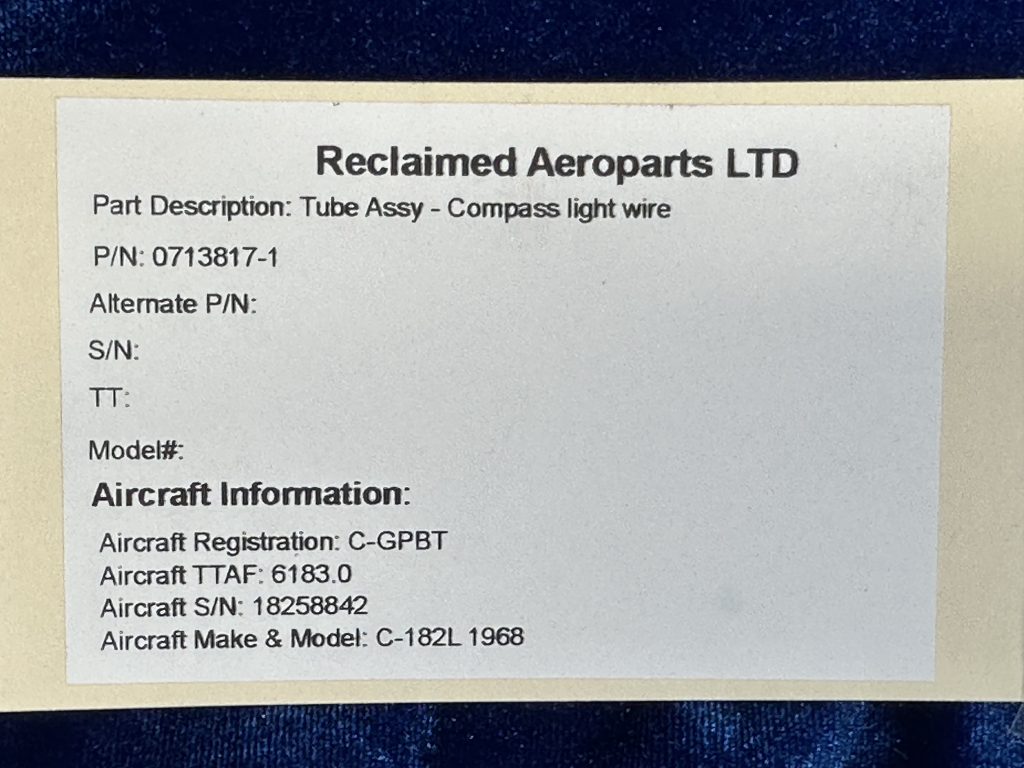 Reclaimed Aeroparts LTD
Part Description: Tube Assy - Compass light wire
P/N: 0713817-1
Alternate P/N:
S/N:
TT:
Model#:
Aircraft Information:
Aircraft Registration: C-GPBT
Aircraft TTAF: 6183.0
Aircraft S/N: 18258842
Aircraft Make & Model: C-182L 1968